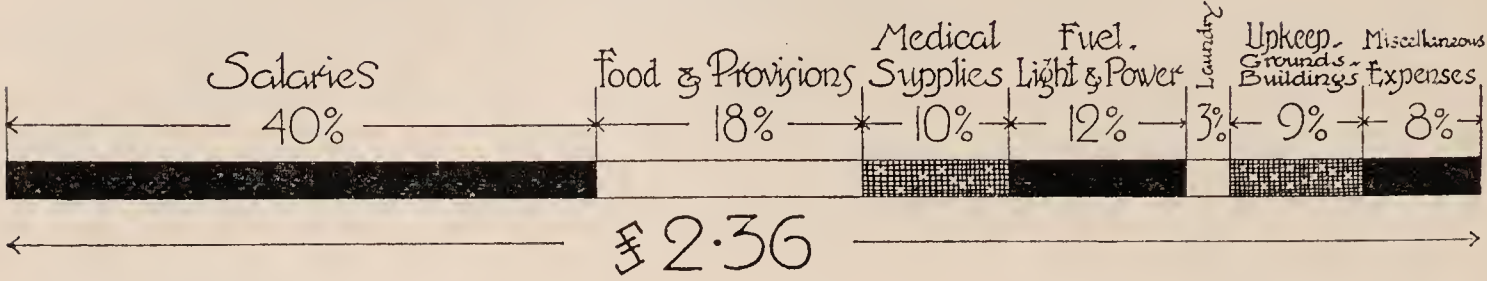 Salaries
40%
Food & Provisions
18%
Medical
Supplies
10%
Fuel.
Light & Power
12%
Laundry
3%
Upkeep-
Grounds-
Buildings
9%
Miscellaneous
Expenses
8%
$2.36